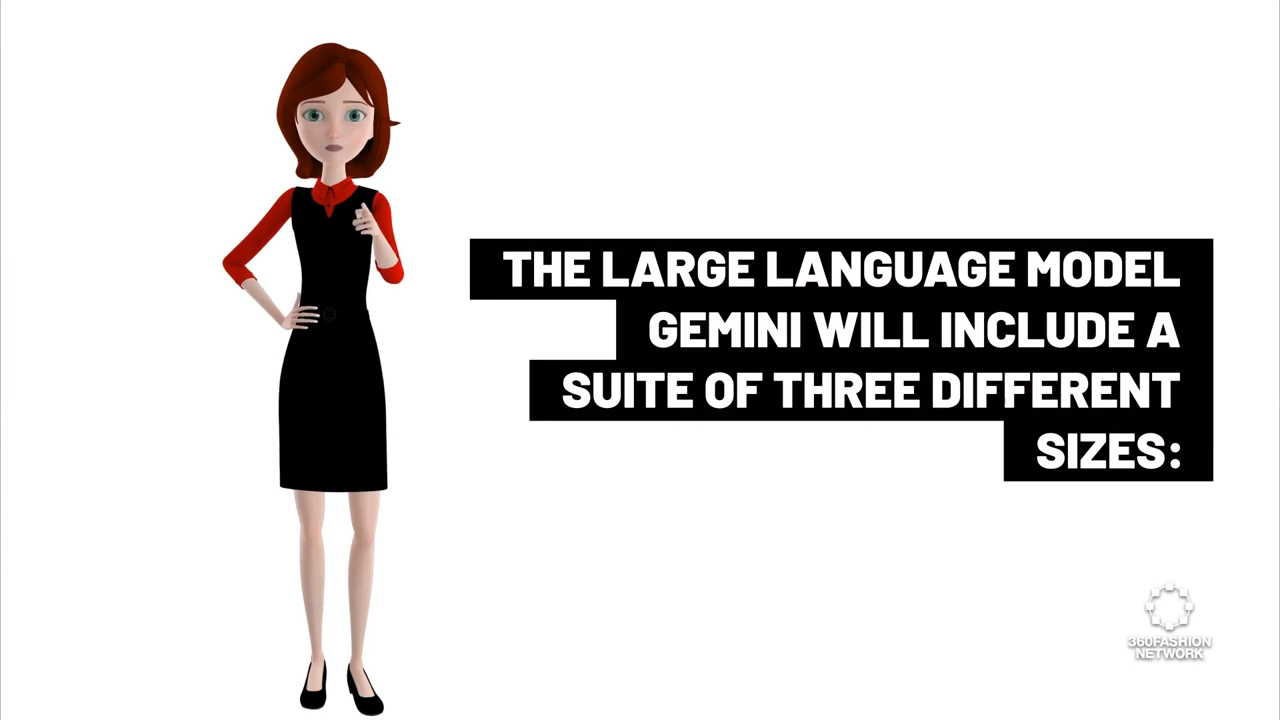 THE LARGE LANGUAGE MODEL
GEMINI WILL INCLUDE A
SUITE OF THREE DIFFERENT
SIZES:
360FASHION
NETWORK